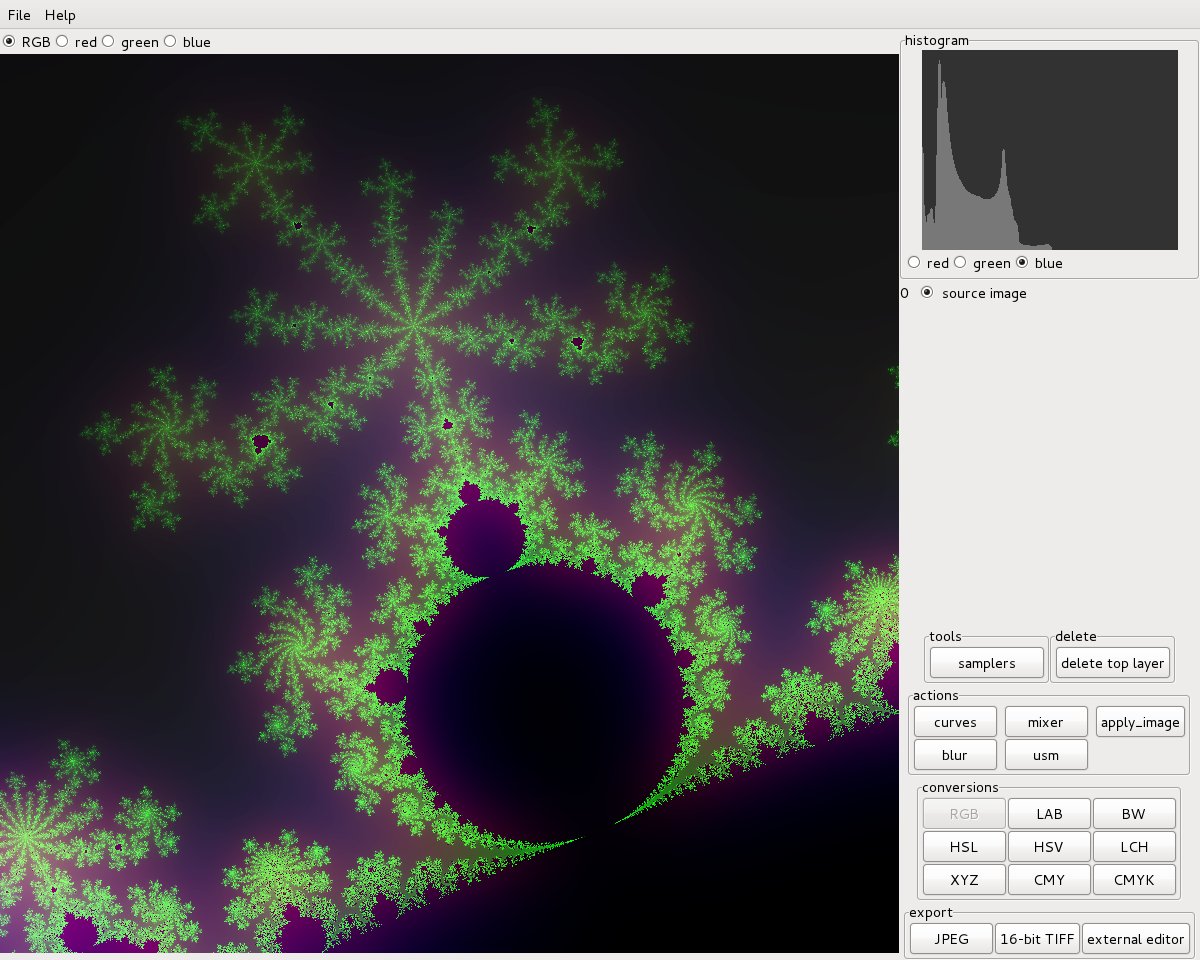 File Help
RGB red green blue
histogram
red green blue
0 source image
tools delete
samplers delete top layer
actions
curves mixer apply_image
blur usm
conversions
RGB LAB BW
HSL HSV LCH
XYZ CMY CMYK
export
JPEG 16-bit TIFF external editor